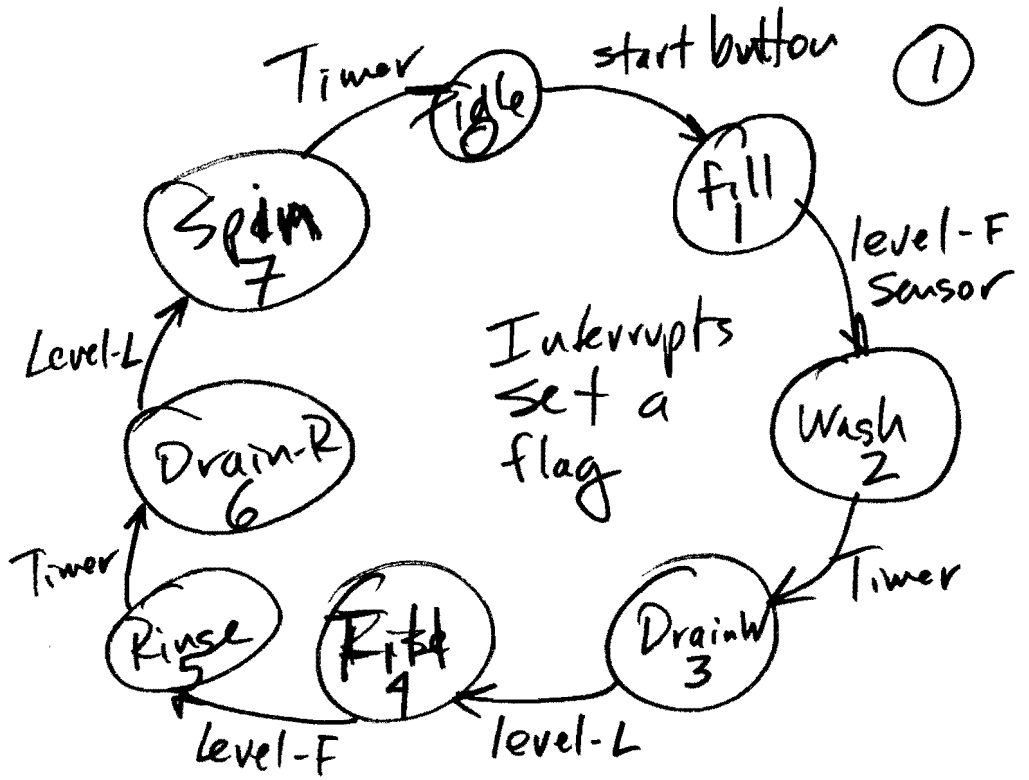 Timer
start button
1
idle
0
fill
1
level-F
Sensor
Wash
2
Timer
DrainW
3
level-L
4
Level-F
Rinse
5
Timer
Drain-R
6
Level-L
Spin
7
Interrupts
set a
flag